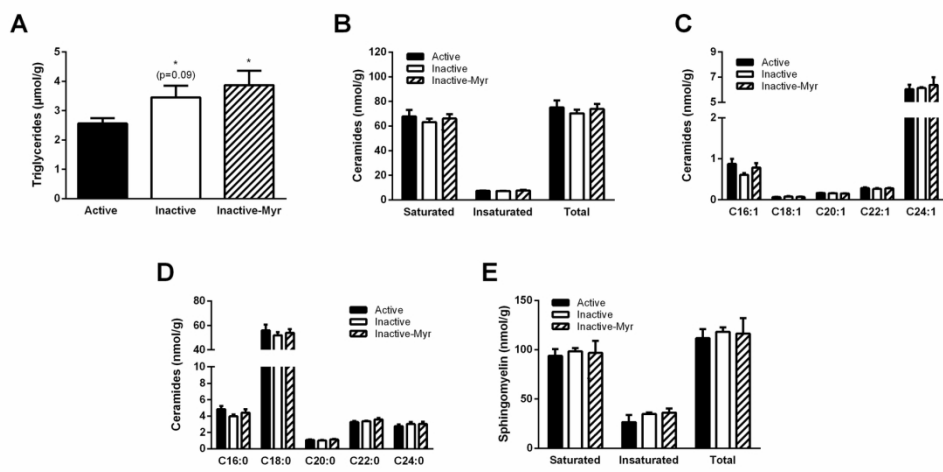 A
Triglycerides (µmol/g)
5
4
3
2
1
0
*
(p=0.09)
*
Active
Inactive
Inactive-Myr
B
Ceramides (nmol/g)
120
100
80
60
40
20
0
Active
Inactive
Inactive-Myr
Saturated
Insaturated
Total
C
Ceramides (nmol/g)
9
7
5
2
1
0
Active
Inactive
Inactive-Myr
C16:1
C18:1
C20:1
C22:1
C24:1
D
Ceramides (nmol/g)
80
60
40
6
4
2
0
Active
Inactive
Inactive-Myr
C16:0
C18:0
C20:0
C22:0
C24:0
E
Sphingomyelin (nmol/g)
150
100
50
0
Active
Inactive
Inactive-Myr
Saturated
Insaturated
Total